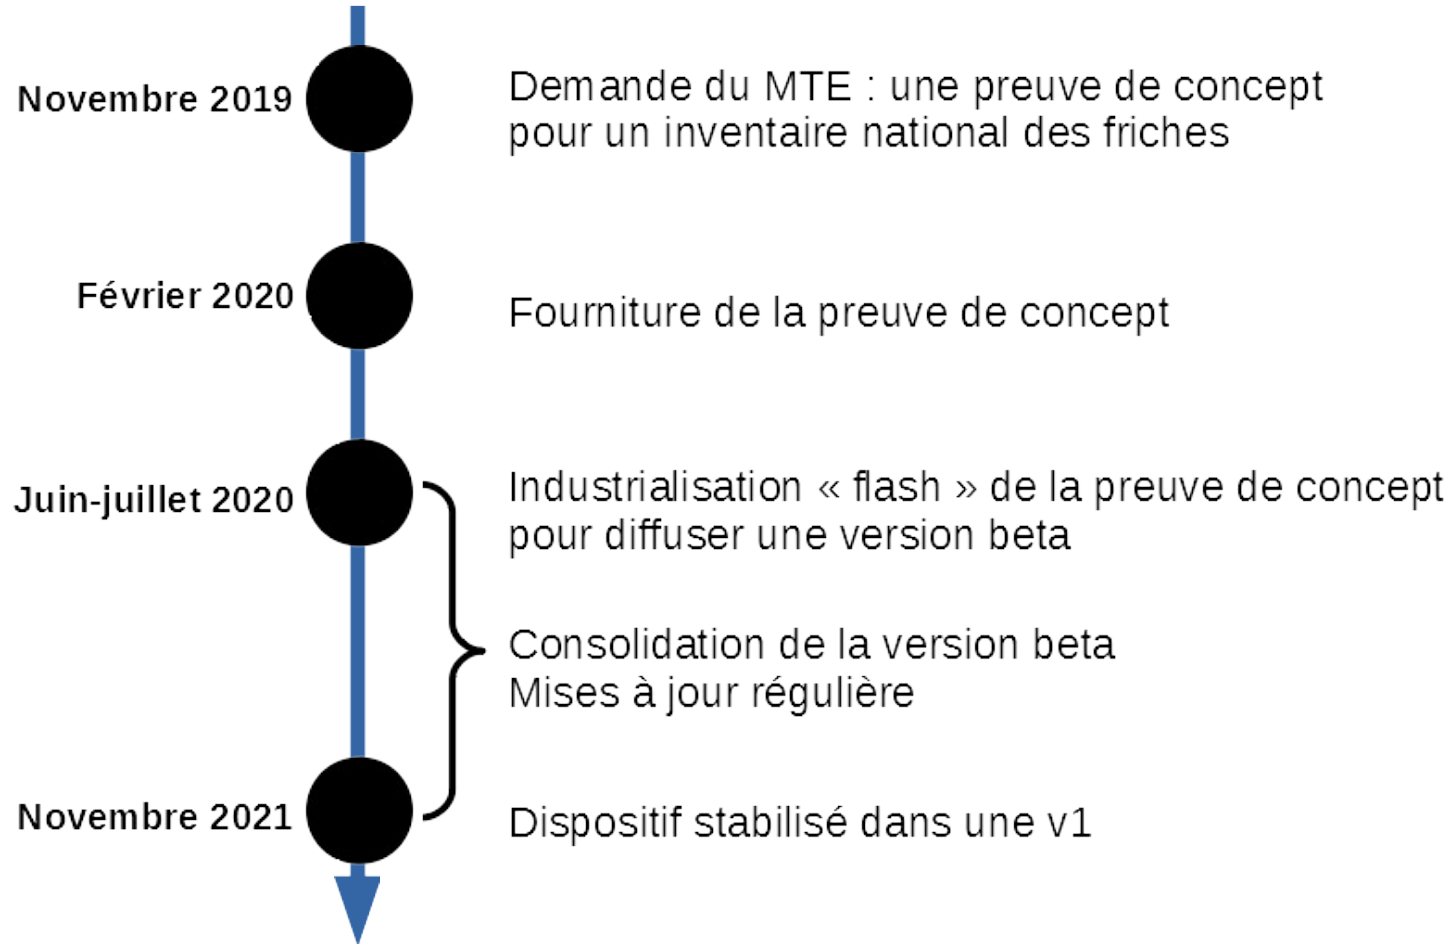 Novembre 2019
Demande du MTE : une preuve de concept
pour un inventaire national des friches
Février 2020
Fourniture de la preuve de concept
Juin-juillet 2020
Industrialisation « flash » de la preuve de concept
pour diffuser une version beta
Consolidation de la version beta
Mises à jour régulière
Novembre 2021
Dispositif stabilisé dans une v1